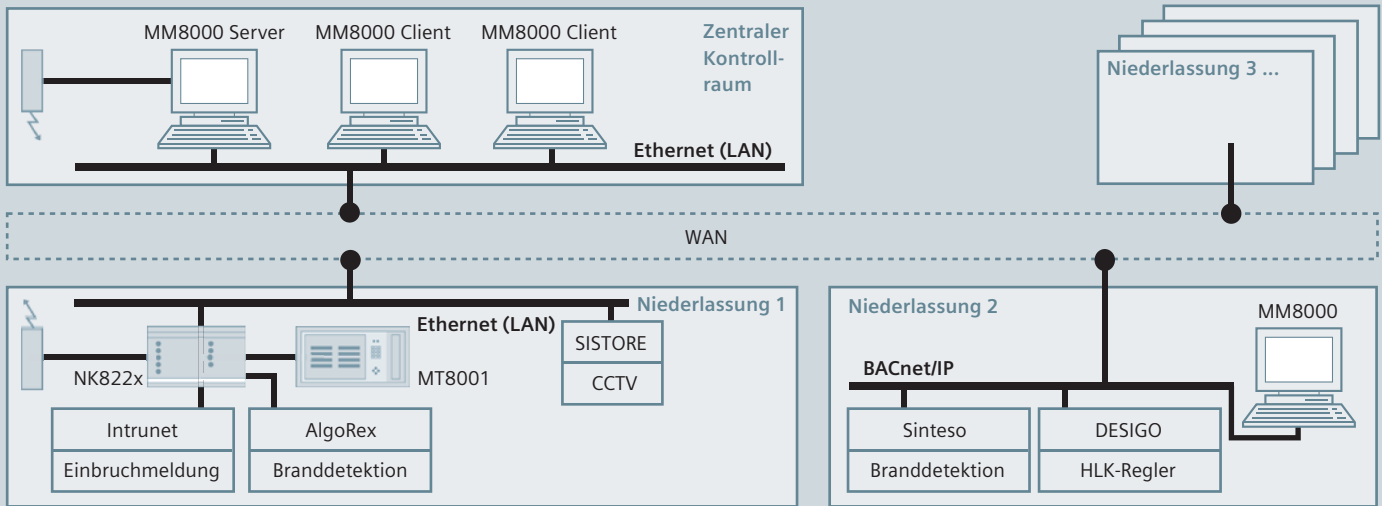 MM8000 Server
MM8000 Client
MM8000 Client
Zentraler
Kontroll-
raum
Ethernet (LAN)
Niederlassung 3 ...
WAN
Niederlassung 1
Ethernet (LAN)
NK822x
MT8001
SISTORE
CCTV
Intrunet
Einbruchmeldung
AlgoRex
Branddetektion
Niederlassung 2
MM8000
BACnet/IP
Sinteso
Branddetektion
DESIGO
HLK-Regler